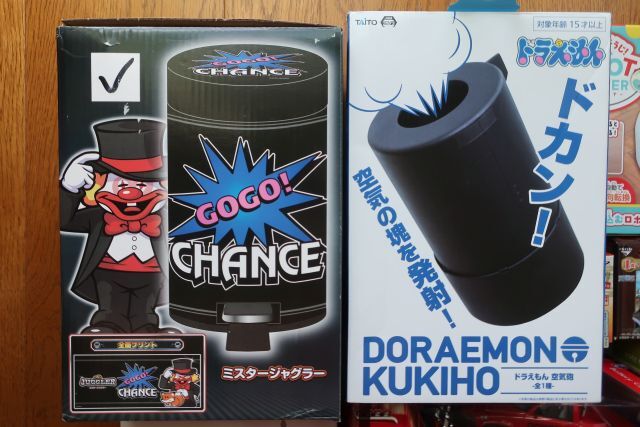 GOGO!
CHANCE
GOGO!
CHANCE
ミスタージャグラー
全面プリント
JUGGLER
GOGO!
CHANCE
TAITO
対象年齢 15才以上
ドラえもん
ドカン!
空気の塊を発射!
DORAEMON
KUKIHO
ドラえもん 空気砲
-全1種-